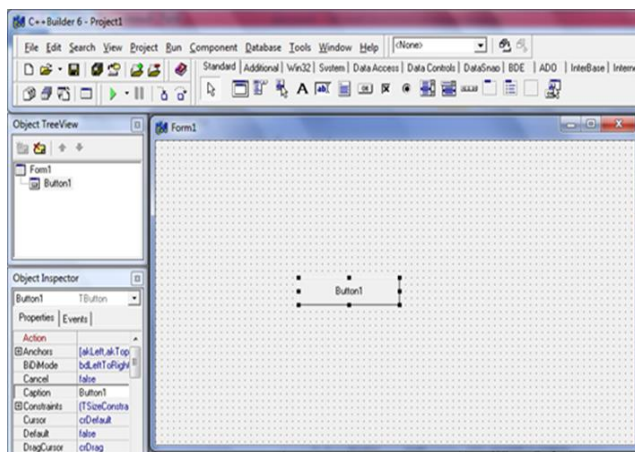 C++Builder 6 - Project1
File Edit Search View Project Run Component Database Tools Window Help <None>
Standard Additional Win32 System Data Access Data Controls DataSnap BDE ADO InterBase Intern
Object TreeView
Form1
Button1
Form1
Button1
Object Inspector
Button1 TButton
Properties Events
Action
Anchors [akLeft,akTop
BiDiMode bdLeftToRight
Cancel false
Caption Button1
Constraints (TSizeConstra
Cursor crDefault
Default false
DragCursor crDrag